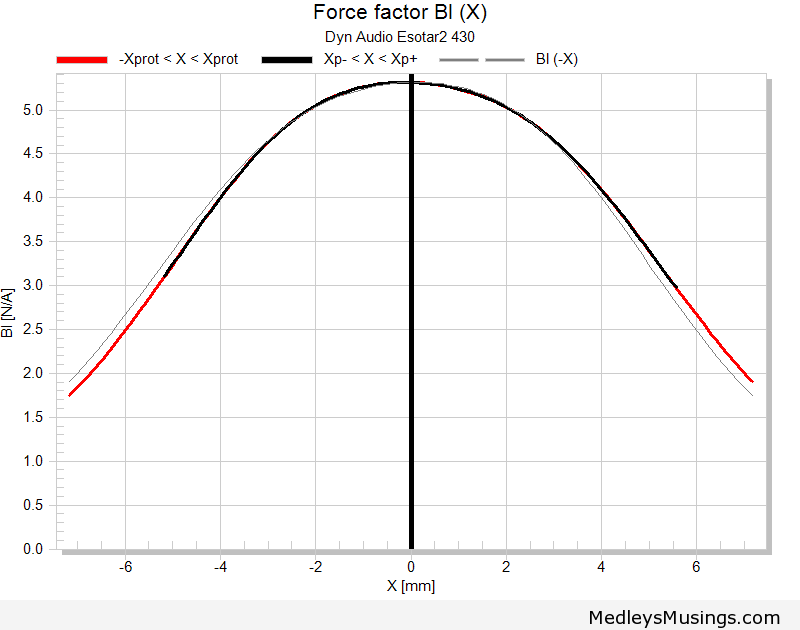 Force factor Bl (X)
Dyn Audio Esotar2 430
-Xprot < X < Xprot Xp- < X < Xp+ Bl (-X)
5.0
4.5
4.0
3.5
3.0
2.5
2.0
1.5
1.0
0.5
0.0
Bl [N/A]
-6 -4 -2 0 2 4 6
X [mm]
MedleysMusings.com